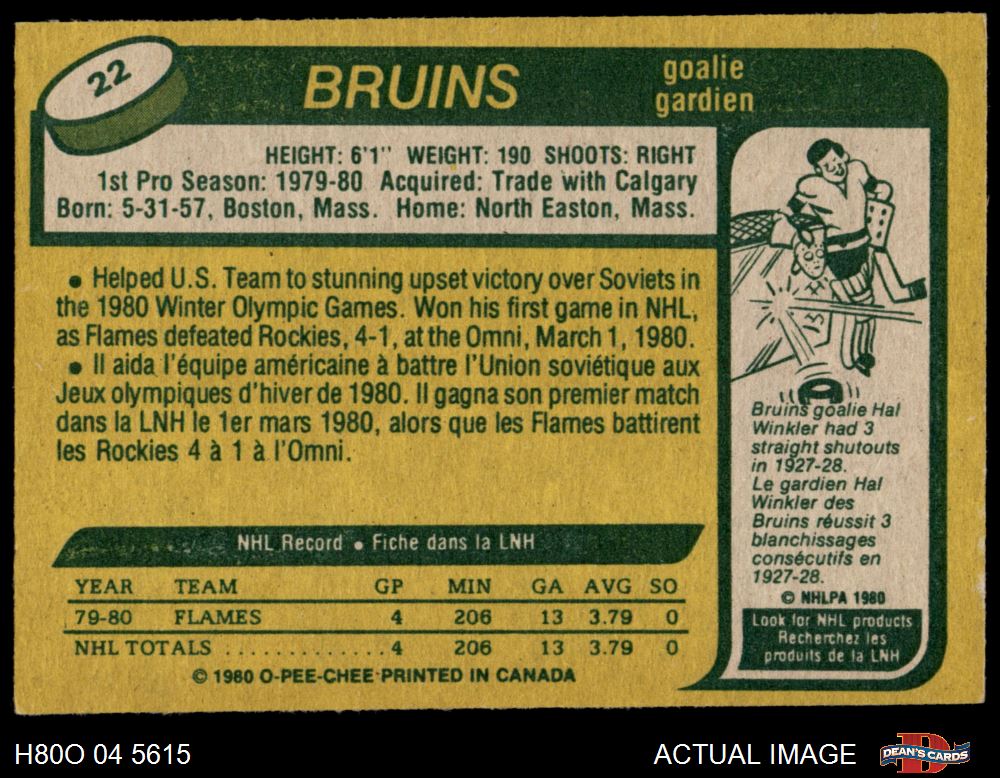 22
BRUINS
goalie
gardien
HEIGHT: 6'1" WEIGHT: 190 SHOOTS: RIGHT
1st Pro Season: 1979-80 Acquired: Trade with Calgary
Born: 5-31-57, Boston, Mass. Home: North Easton, Mass.
• Helped U.S. Team to stunning upset victory over Soviets in
the 1980 Winter Olympic Games. Won his first game in NHL,
as Flames defeated Rockies, 4-1, at the Omni, March 1, 1980.
• Il aida l'équipe américaine à battre l'Union soviétique aux
Jeux olympiques d'hiver de 1980. Il gagna son premier match
dans la LNH le 1er mars 1980, alors que les Flames battirent
les Rockies 4 à 1 à l'Omni.
NHL Record • Fiche dans la LNH
YEAR TEAM GP MIN GA AVG SO
79-80 FLAMES 4 206 13 3.79 0
NHL TOTALS . . . . . . . . . . . . . 4 206 13 3.79 0
© 1980 O-PEE-CHEE PRINTED IN CANADA
Bruins goalie Hal
Winkler had 3
straight shutouts
in 1927-28.
Le gardien Hal
Winkler des
Bruins réussit 3
blanchissages
consécutifs en
1927-28.
© NHLPA 1980
Look for NHL products
Recherchez les
produits de la LNH
H80O 04 5615
ACTUAL IMAGE
D
DEAN'S CARDS